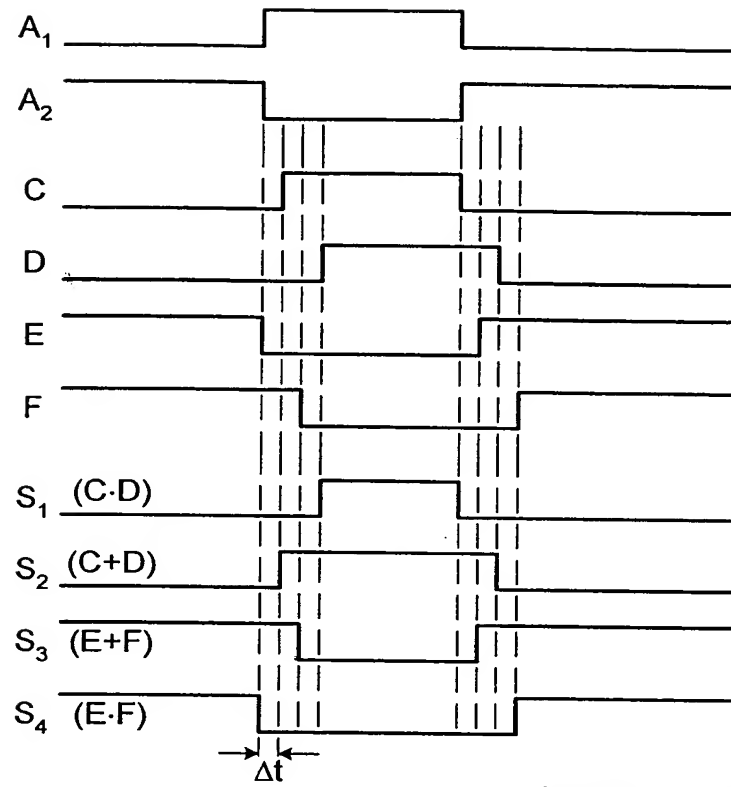 A₁
A₂
C
D
E
F
S₁ (C·D)
S₂ (C+D)
S₃ (E+F)
S₄ (E·F)
Δt